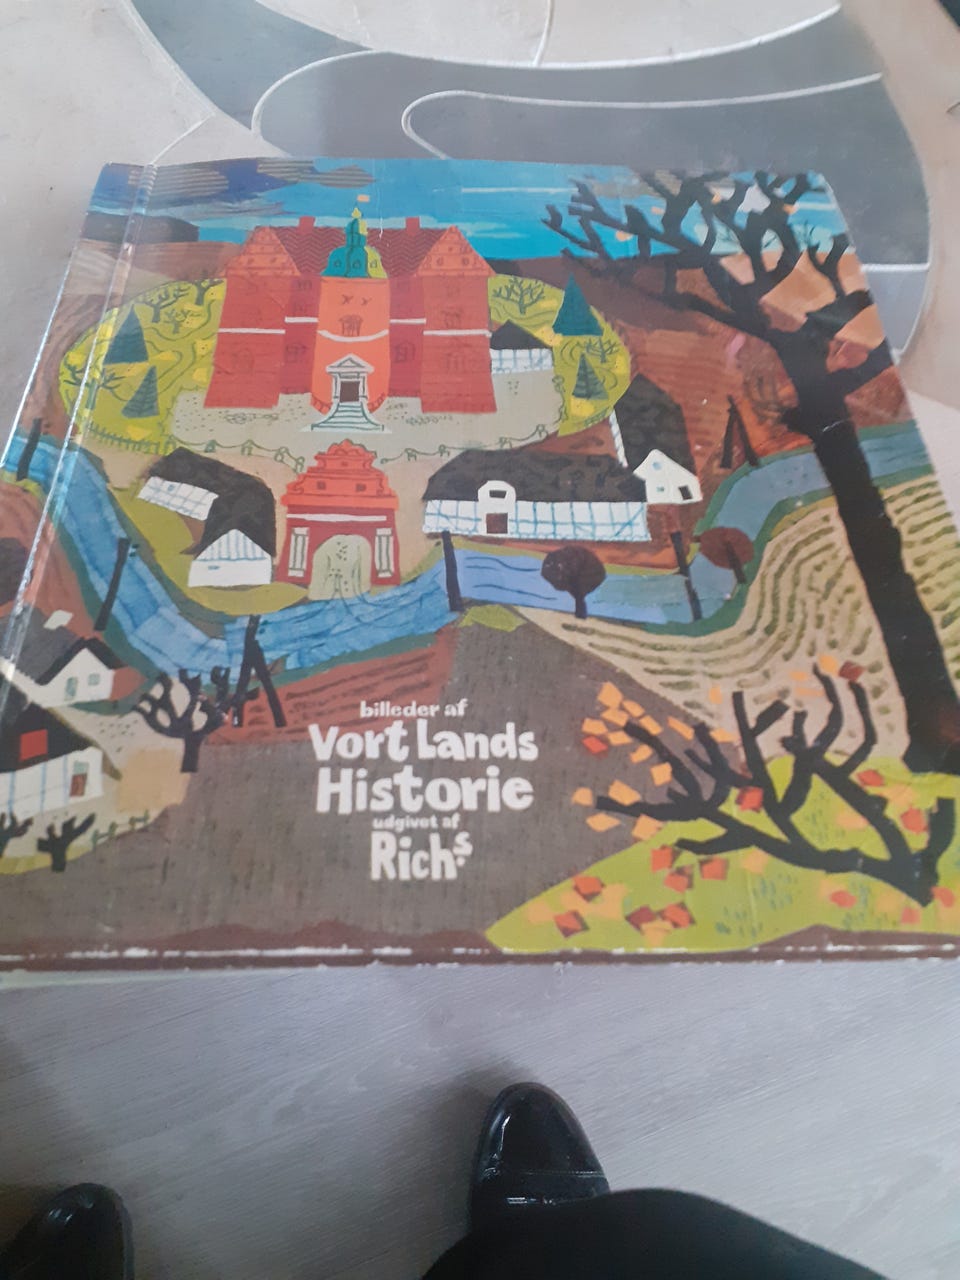 billeder af
Vort Lands
Historie
udgivet af
Rich's